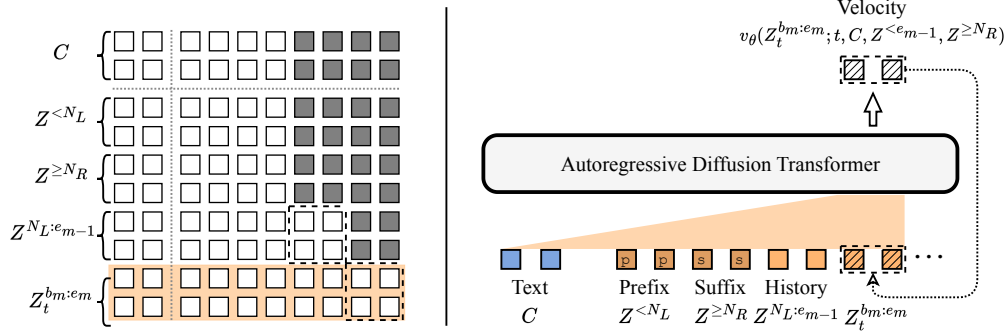 C
Z^{<N_L}
Z^{≥N_R}
Z^{N_L:e_{m-1}}
Z_t^{b_m:e_m}
Velocity
v_θ(Z_t^{b_m:e_m}; t, C, Z^{<e_{m-1}}, Z^{≥N_R})
Autoregressive Diffusion Transformer
p p s s
Text Prefix Suffix History
C Z^{<N_L} Z^{≥N_R} Z^{N_L:e_{m-1}} Z_t^{b_m:e_m}